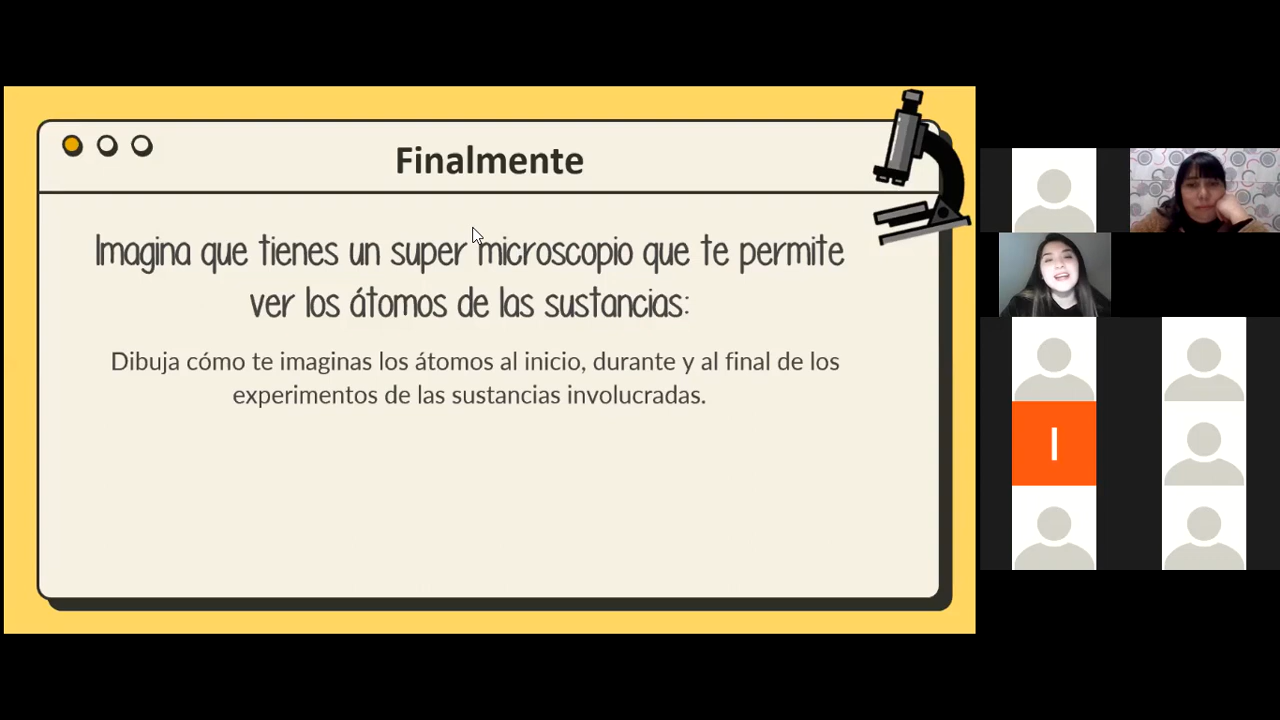 Finalmente
Imagina que tienes un super microscopio que te permite
ver los átomos de las sustancias:
Dibuja cómo te imaginas los átomos al inicio, durante y al final de los
experimentos de las sustancias involucradas.
I